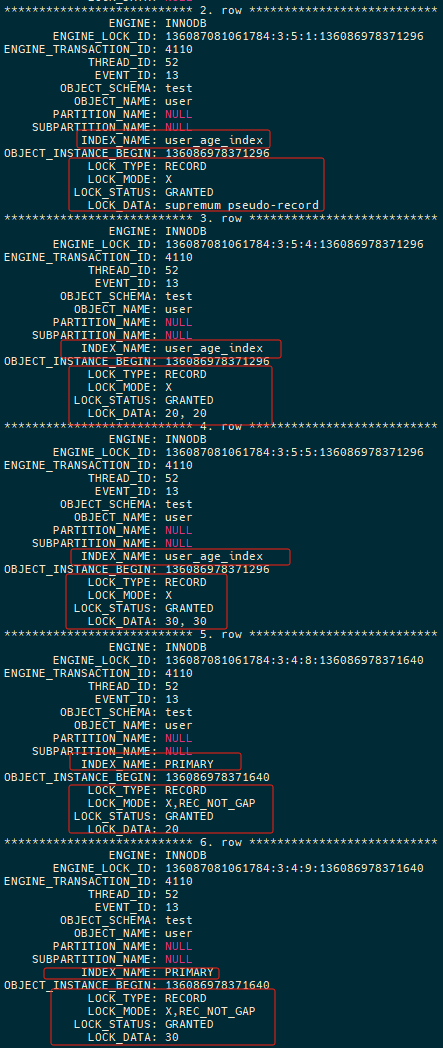 *************************** 2. row ***************************
ENGINE: INNODB
ENGINE_LOCK_ID: 136087081061784:3:5:1:136086978371296
ENGINE_TRANSACTION_ID: 4110
THREAD_ID: 52
EVENT_ID: 13
OBJECT_SCHEMA: test
OBJECT_NAME: user
PARTITION_NAME: NULL
SUBPARTITION_NAME: NULL
INDEX_NAME: user_age_index
OBJECT_INSTANCE_BEGIN: 136086978371296
LOCK_TYPE: RECORD
LOCK_MODE: X
LOCK_STATUS: GRANTED
LOCK_DATA: supremum pseudo-record
*************************** 3. row ***************************
ENGINE: INNODB
ENGINE_LOCK_ID: 136087081061784:3:5:4:136086978371296
ENGINE_TRANSACTION_ID: 4110
THREAD_ID: 52
EVENT_ID: 13
OBJECT_SCHEMA: test
OBJECT_NAME: user
PARTITION_NAME: NULL
SUBPARTITION_NAME: NULL
INDEX_NAME: user_age_index
OBJECT_INSTANCE_BEGIN: 136086978371296
LOCK_TYPE: RECORD
LOCK_MODE: X
LOCK_STATUS: GRANTED
LOCK_DATA: 20, 20
*************************** 4. row ***************************
ENGINE: INNODB
ENGINE_LOCK_ID: 136087081061784:3:5:5:136086978371296
ENGINE_TRANSACTION_ID: 4110
THREAD_ID: 52
EVENT_ID: 13
OBJECT_SCHEMA: test
OBJECT_NAME: user
PARTITION_NAME: NULL
SUBPARTITION_NAME: NULL
INDEX_NAME: user_age_index
OBJECT_INSTANCE_BEGIN: 136086978371296
LOCK_TYPE: RECORD
LOCK_MODE: X
LOCK_STATUS: GRANTED
LOCK_DATA: 30, 30
*************************** 5. row ***************************
ENGINE: INNODB
ENGINE_LOCK_ID: 136087081061784:3:4:8:136086978371640
ENGINE_TRANSACTION_ID: 4110
THREAD_ID: 52
EVENT_ID: 13
OBJECT_SCHEMA: test
OBJECT_NAME: user
PARTITION_NAME: NULL
SUBPARTITION_NAME: NULL
INDEX_NAME: PRIMARY
OBJECT_INSTANCE_BEGIN: 136086978371640
LOCK_TYPE: RECORD
LOCK_MODE: X,REC_NOT_GAP
LOCK_STATUS: GRANTED
LOCK_DATA: 20
*************************** 6. row ***************************
ENGINE: INNODB
ENGINE_LOCK_ID: 136087081061784:3:4:9:136086978371640
ENGINE_TRANSACTION_ID: 4110
THREAD_ID: 52
EVENT_ID: 13
OBJECT_SCHEMA: test
OBJECT_NAME: user
PARTITION_NAME: NULL
SUBPARTITION_NAME: NULL
INDEX_NAME: PRIMARY
OBJECT_INSTANCE_BEGIN: 136086978371640
LOCK_TYPE: RECORD
LOCK_MODE: X,REC_NOT_GAP
LOCK_STATUS: GRANTED
LOCK_DATA: 30